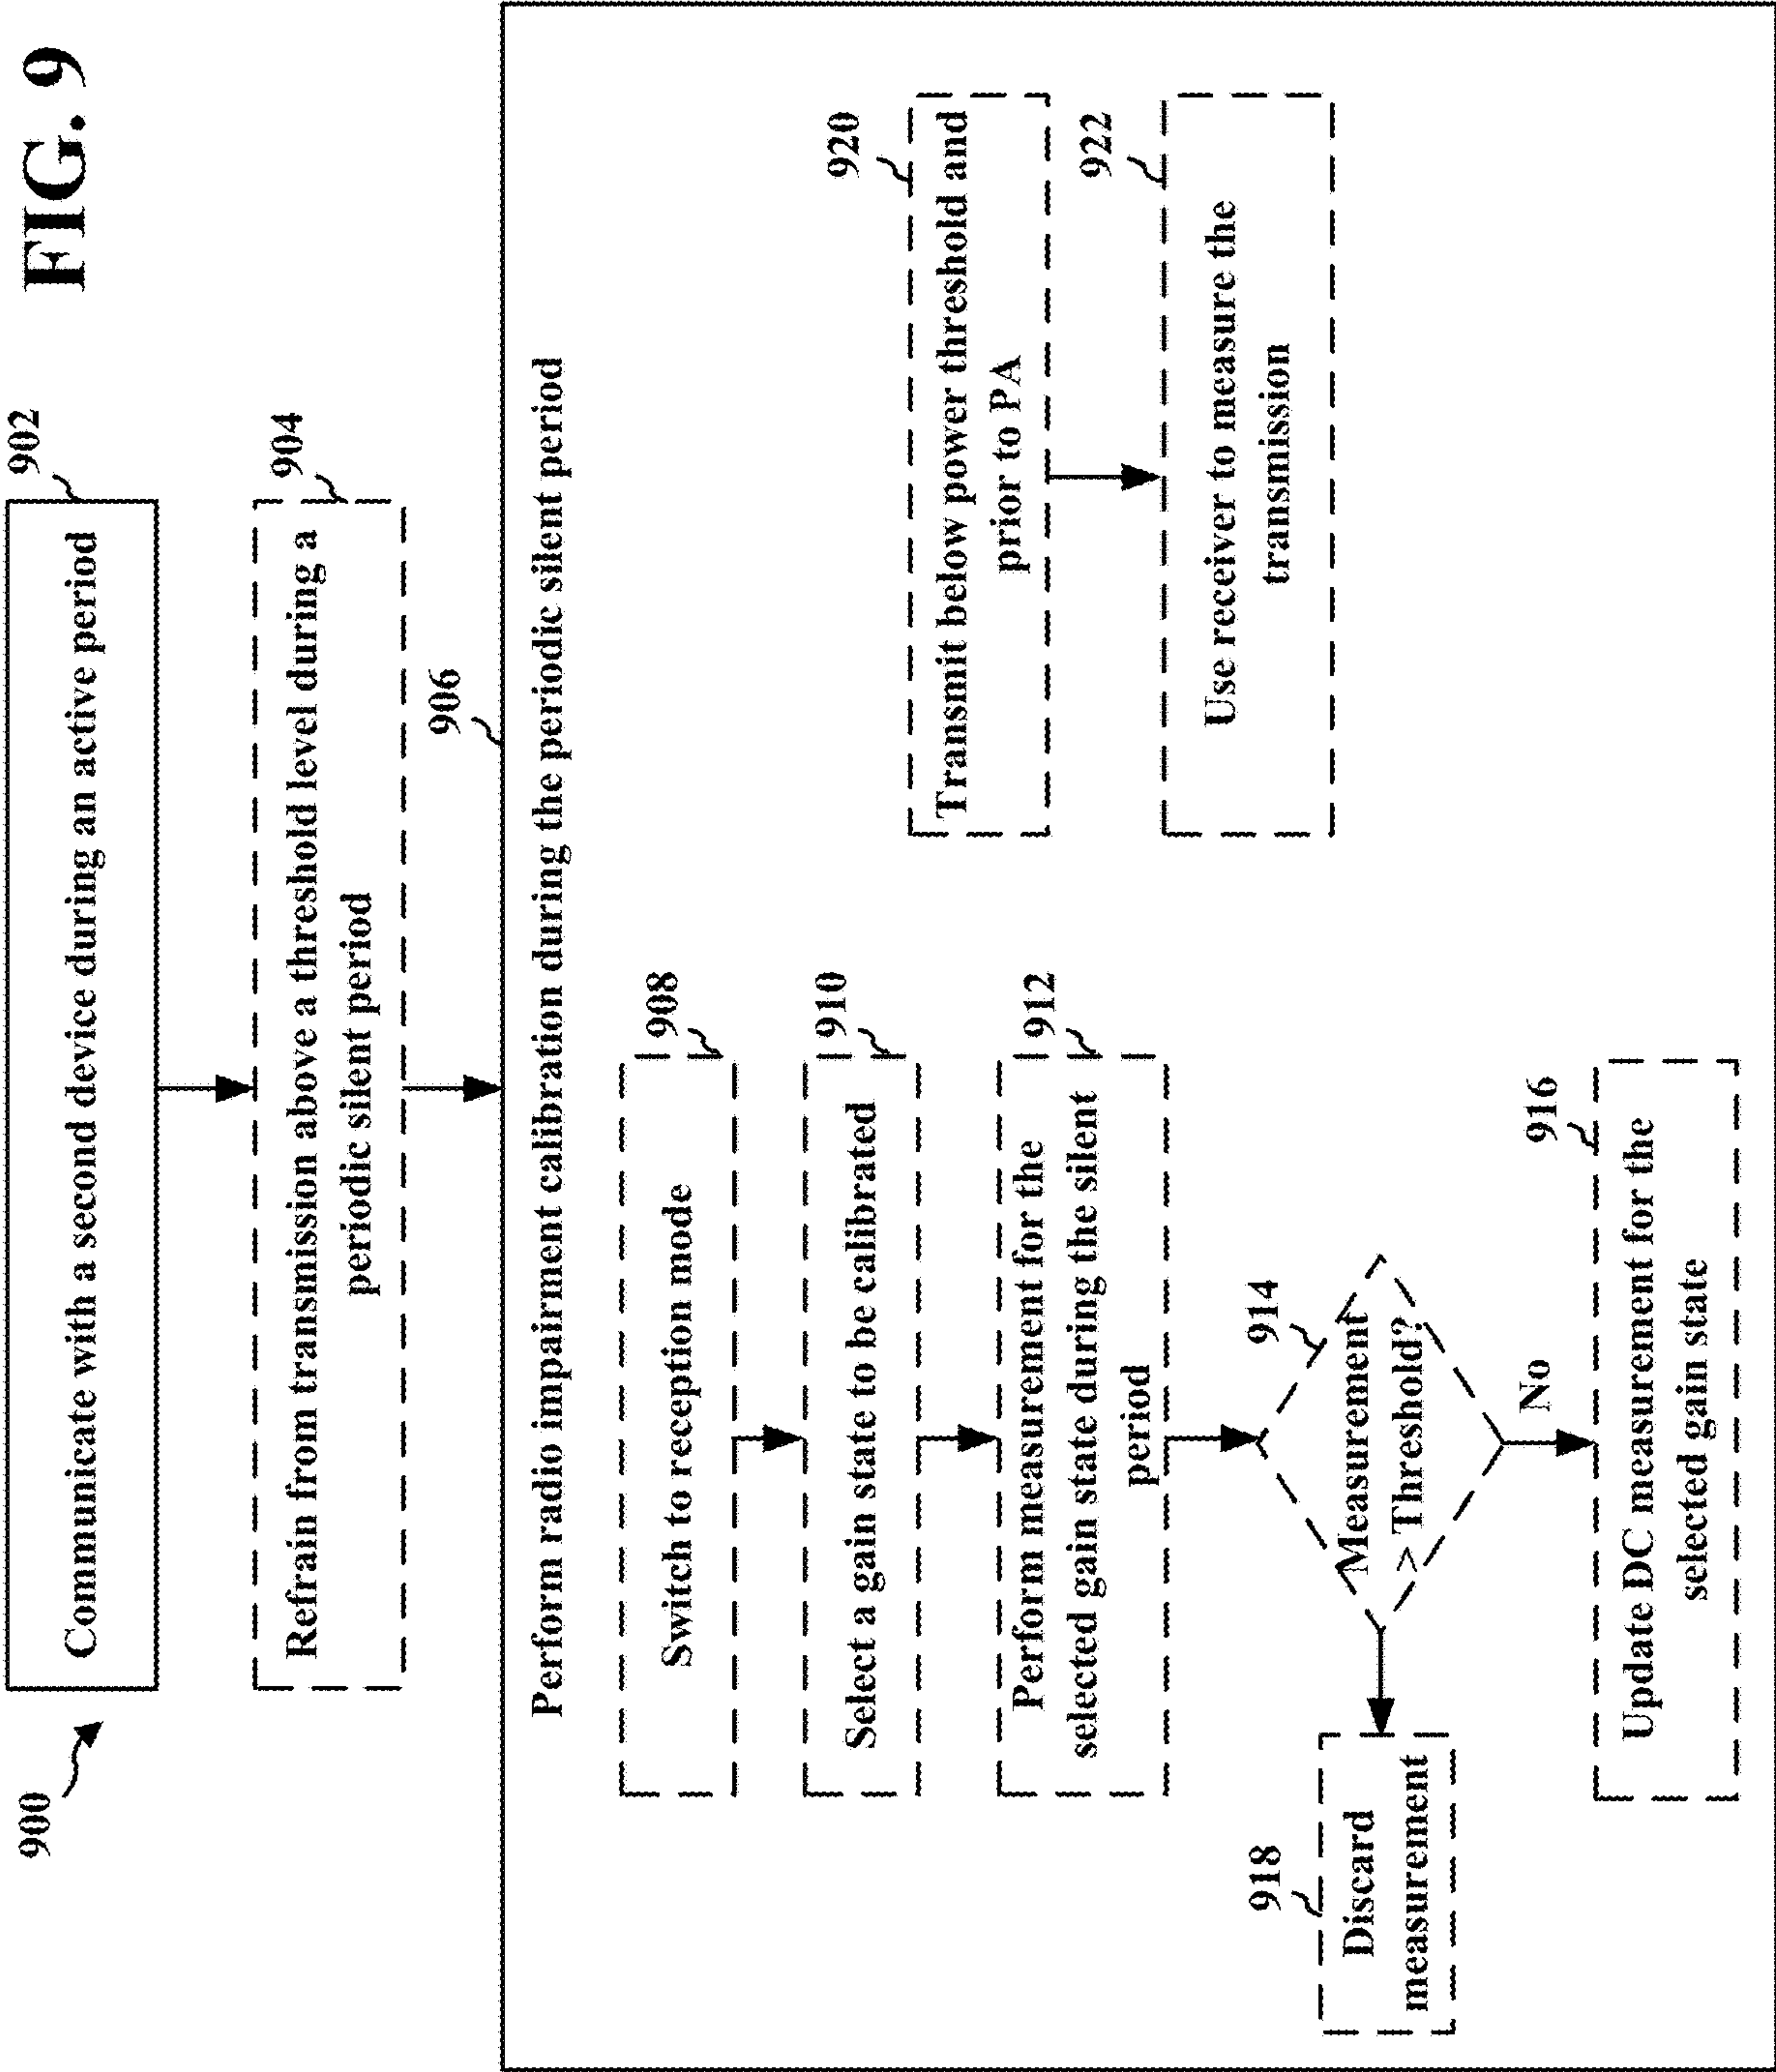 FIG. 9
900
902
Communicate with a second device during an active period
904
Refrain from transmission above a threshold level during a
periodic silent period
906
Perform radio impairment calibration during the periodic silent period
908
Switch to reception mode
910
Select a gain state to be calibrated
912
Perform measurement for the
selected gain state during the silent
period
914
Measurement
> Threshold?
No
916
Update DC measurement for the
selected gain state
918
Discard
measurement
920
Transmit below power threshold and
prior to PA
922
Use receiver to measure the
transmission